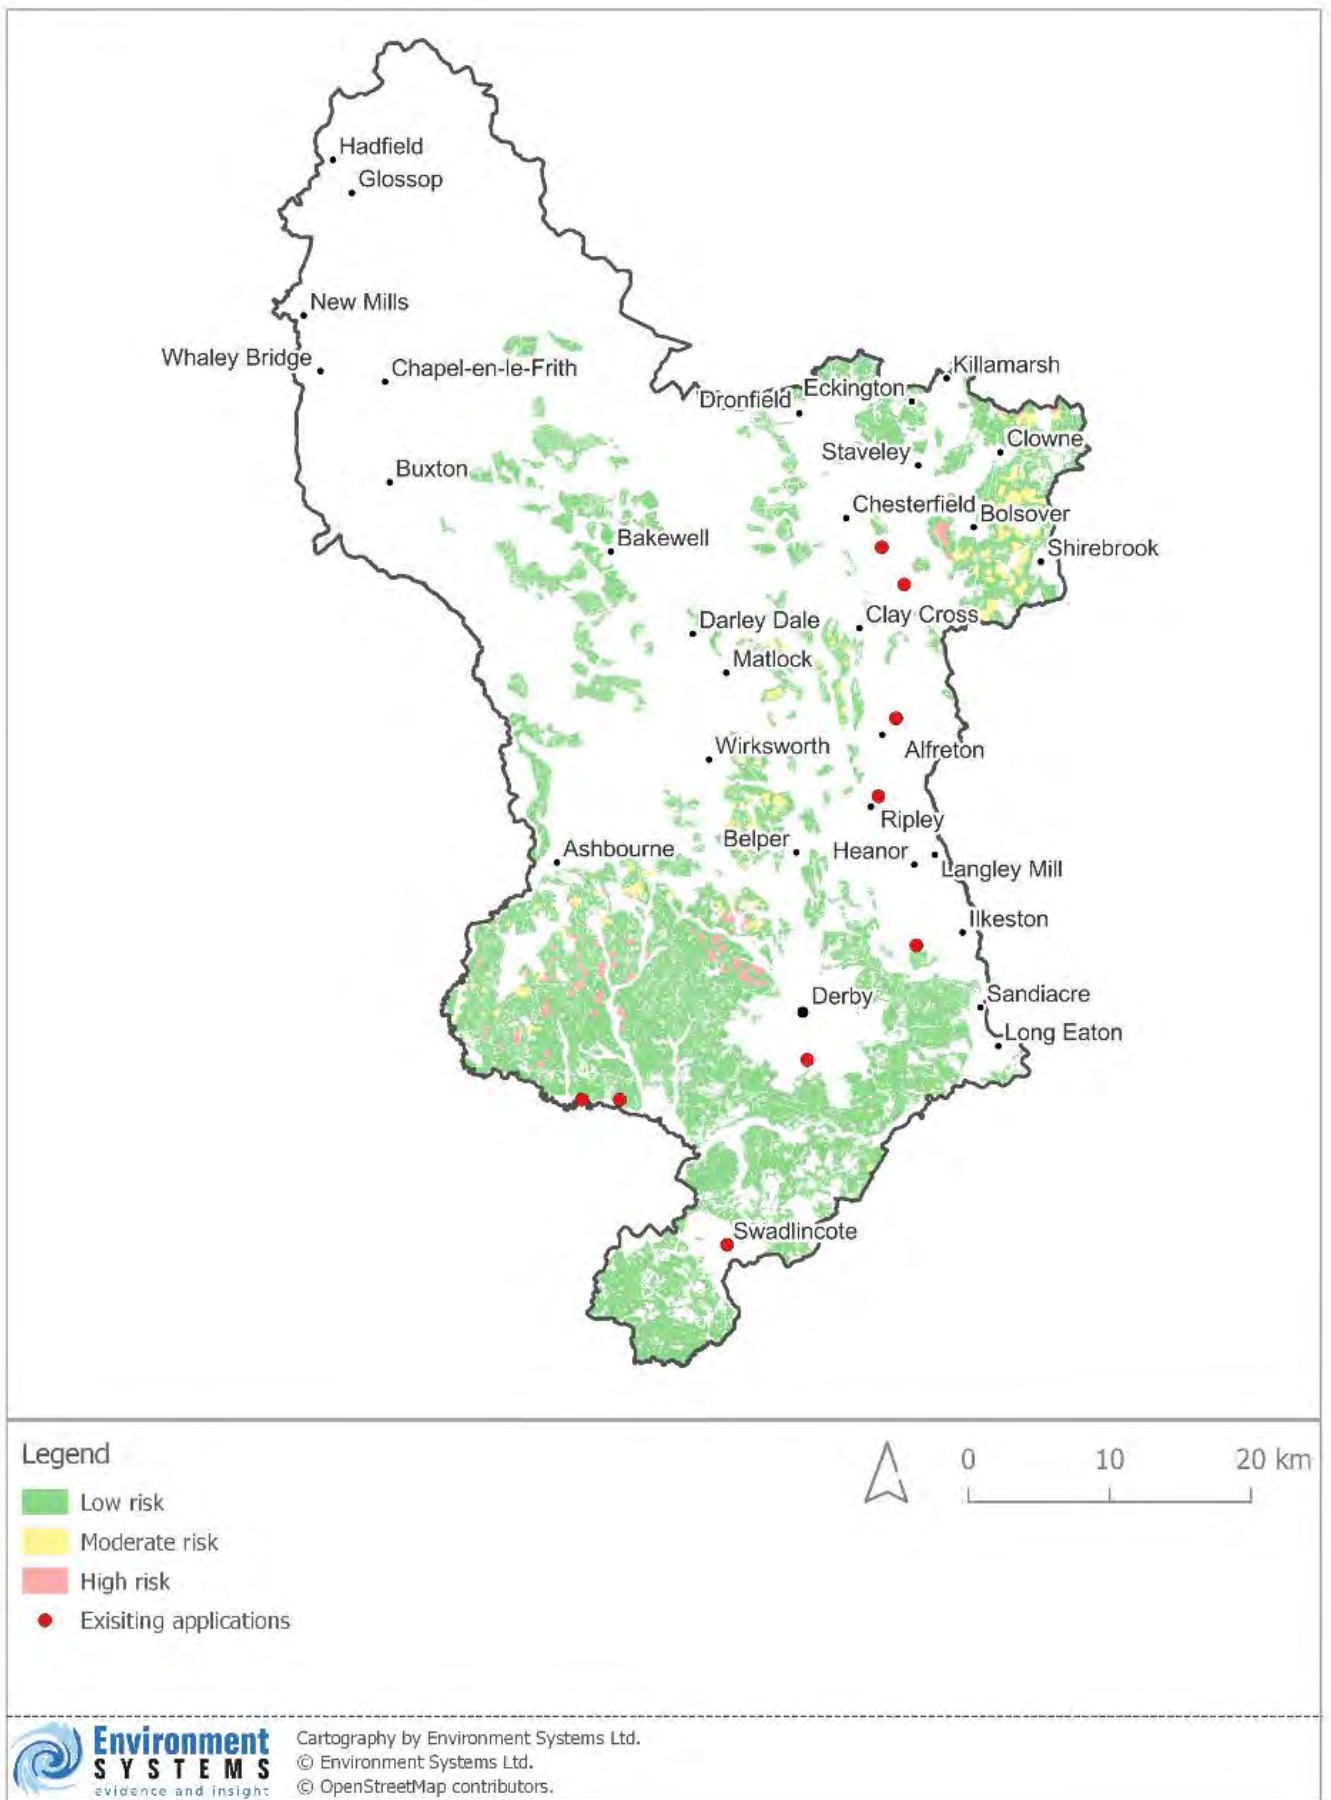 Hadfield
Glossop
New Mills
Whaley Bridge
Chapel-en-le-Frith
Killamarsh
Eckington
Dronfield
Clowne
Staveley
Buxton
Chesterfield
Bolsover
Bakewell
Shirebrook
Clay Cross
Darley Dale
Matlock
Wirksworth
Alfreton
Ripley
Belper
Heanor
Ashbourne
Langley Mill
Ilkeston
Derby
Sandiacre
Long Eaton
Swadlincote
Legend
Low risk
Moderate risk
High risk
Exisiting applications
0 10 20 km
Environment
SYSTEMS
evidence and insight
Cartography by Environment Systems Ltd.
© Environment Systems Ltd.
© OpenStreetMap contributors.